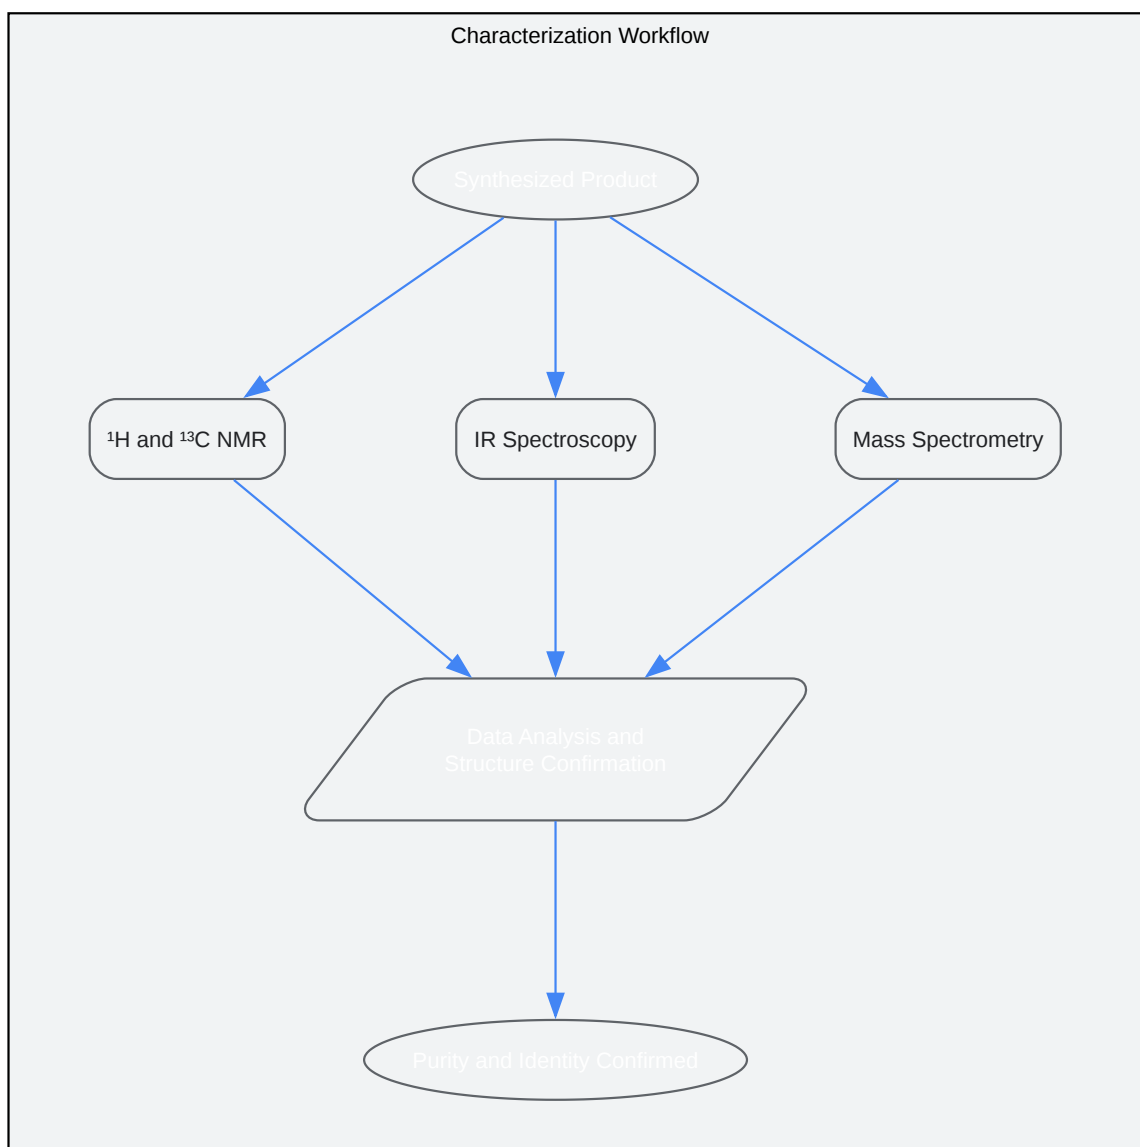 Characterization Workflow
Synthesized Product
¹H and ¹³C NMR
IR Spectroscopy
Mass Spectrometry
Data Analysis and
Structure Confirmation
Purity and Identity Confirmed